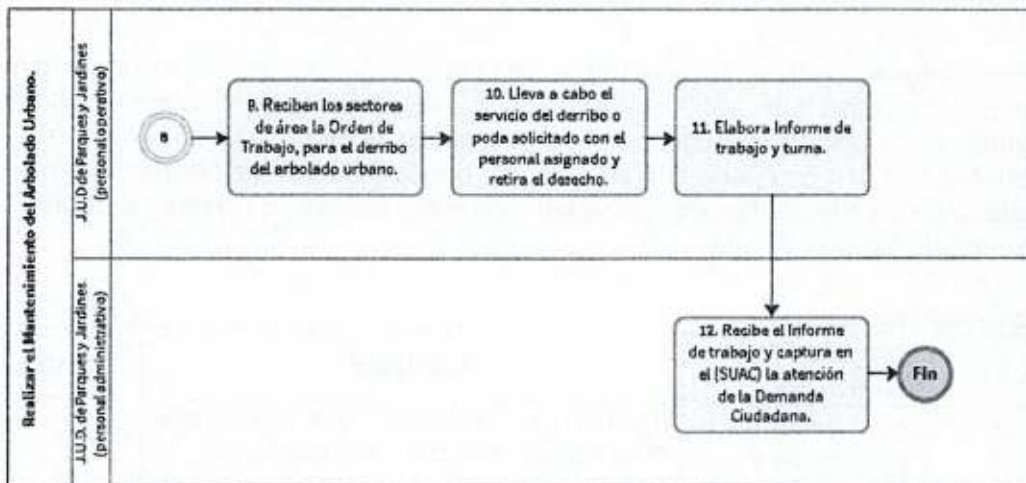 Realizar el Mantenimiento del Arbolado Urbano.
J.U.D de Parques y Jardines
(personal operativo)
B
9. Reciben los sectores
de área la Orden de
Trabajo, para el derribo
del arbolado urbano.
10. Lleva a cabo el
servicio del derribo o
poda solicitado con el
personal asignado y
retira el desecho.
11. Elabora Informe de
trabajo y turna.
J.U.D. de Parques y Jardines
(personal administrativo)
12. Recibe el Informe
de trabajo y captura en
el (SUAC) la atención
de la Demanda
Ciudadana.
Fin